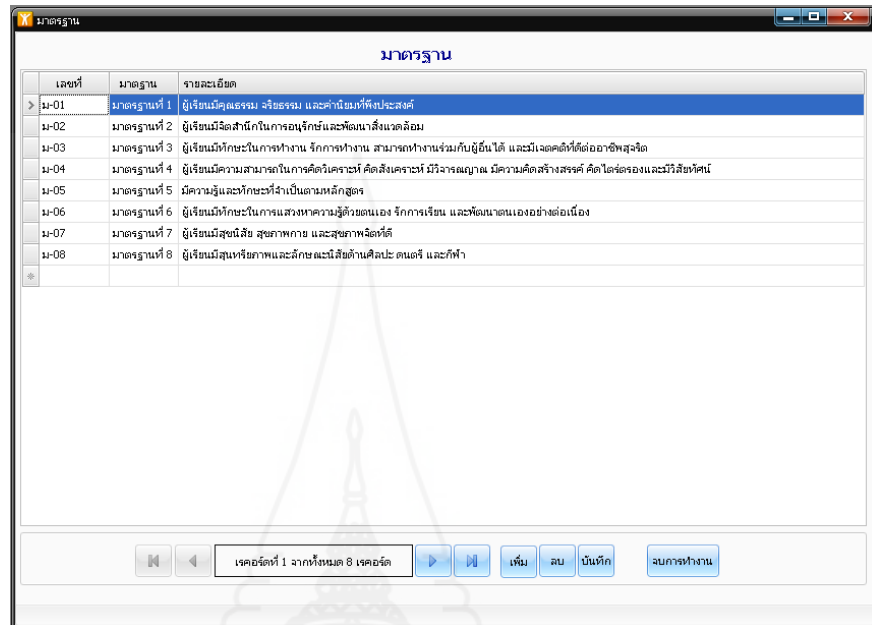 มาตรฐาน
มาตรฐาน
เลขที่ มาตฐาน รายละเอียด
ม-01 มาตรฐานที่ 1 ผู้เรียนมีคุณธรรม จริยธรรม และค่านิยมที่พึงประสงค์
ม-02 มาตรฐานที่ 2 ผู้เรียนมีจิตสำนึกในการอนุรักษ์และพัฒนาสิ่งแวดล้อม
ม-03 มาตรฐานที่ 3 ผู้เรียนมีทักษะในการทำงาน รักการทำงาน สามารถทำงานร่วมกับผู้อื่นได้ และมีเจตคติที่ดีต่ออาชีพสุจริต
ม-04 มาตรฐานที่ 4 ผู้เรียนมีความสามารถในการคิดวิเคราะห์ คิดสังเคราะห์ มีวิจารณญาณ มีความคิดสร้างสรรค์ คิดไตร่ตรองและมีวิสัยทัศน์
ม-05 มาตรฐานที่ 5 มีความรู้และทักษะที่จำเป็นตามหลักสูตร
ม-06 มาตรฐานที่ 6 ผู้เรียนมีทักษะในการแสวงหาความรู้ด้วยตนเอง รักการเรียน และพัฒนาตนเองอย่างต่อเนื่อง
ม-07 มาตรฐานที่ 7 ผู้เรียนมีสุขนิสัย สุขภาพกาย และสุขภาพจิตที่ดี
ม-08 มาตรฐานที่ 8 ผู้เรียนมีสุนทรียภาพและลักษณะนิสัยด้านศิลปะ ดนตรี และกีฬา
เรคอร์ดที่ 1 จากทั้งหมด 8 เรคอร์ด เพิ่ม ลบ บันทึก จบการทำงาน